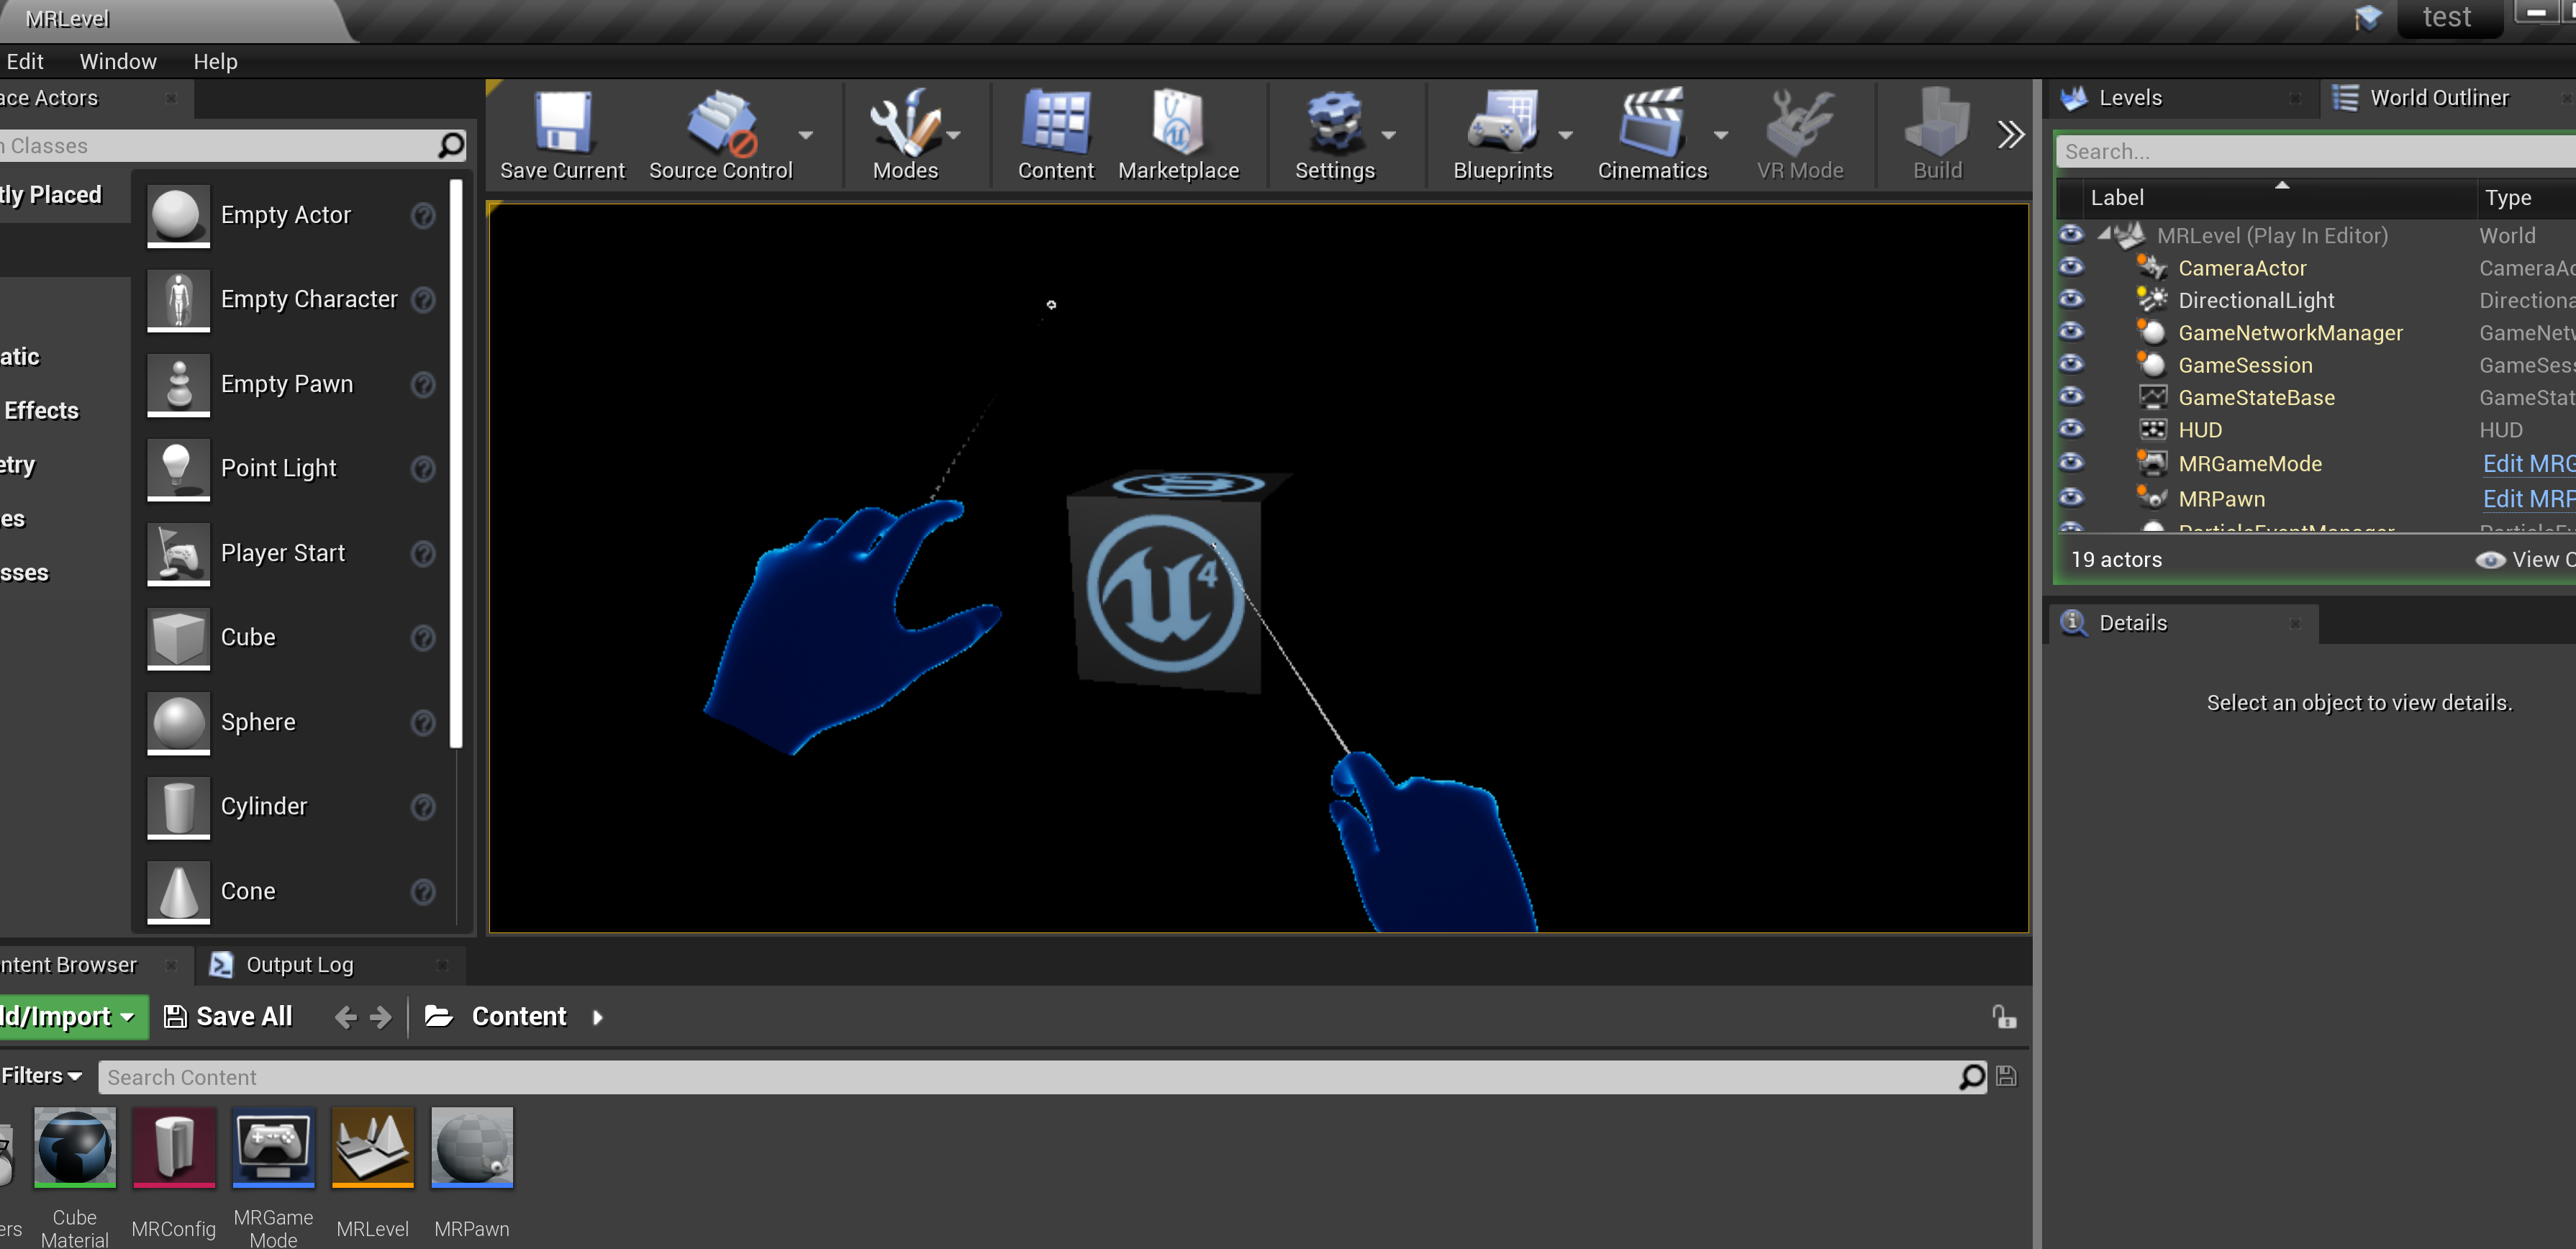 MRLevel
test
Edit Window Help
ace Actors
Classes
tly Placed
atic
Effects
etry
es
sses
Empty Actor
Empty Character
Empty Pawn
Point Light
Player Start
Cube
Sphere
Cylinder
Cone
Save Current
Source Control
Modes
Content
Marketplace
Settings
Blueprints
Cinematics
VR Mode
Build
4
Levels
World Outliner
Search...
Label Type
MRLevel (Play In Editor) World
CameraActor CameraAc
DirectionalLight Directiona
GameNetworkManager GameNetw
GameSession GameSess
GameStateBase GameStat
HUD HUD
MRGameMode Edit MRG
MRPawn Edit MRP
ParticleEventManager ParticleEv
19 actors View O
Details
Select an object to view details.
ntent Browser
Output Log
ld/Import
Save All
Content
Filters
Search Content
ers
Cube
Material
MRConfig
MRGame
Mode
MRLevel
MRPawn